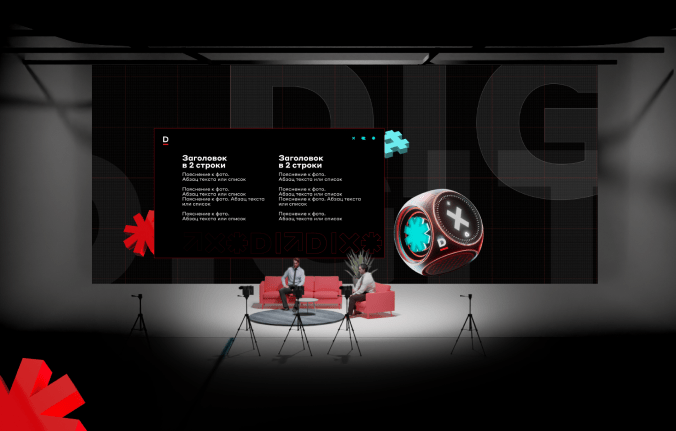 DIG
D
Заголовок
в 2 строки
Пояснение к фото.
Абзац текста или список
Пояснение к фото.
Абзац текста или список
Пояснение к фото. Абзац текста
или список
Пояснение к фото.
Абзац текста или список
Заголовок
в 2 строки
Пояснение к фото.
Абзац текста или список
Пояснение к фото.
Абзац текста или список
Пояснение к фото. Абзац текста
или список
Пояснение к фото.
Абзац текста или список
D